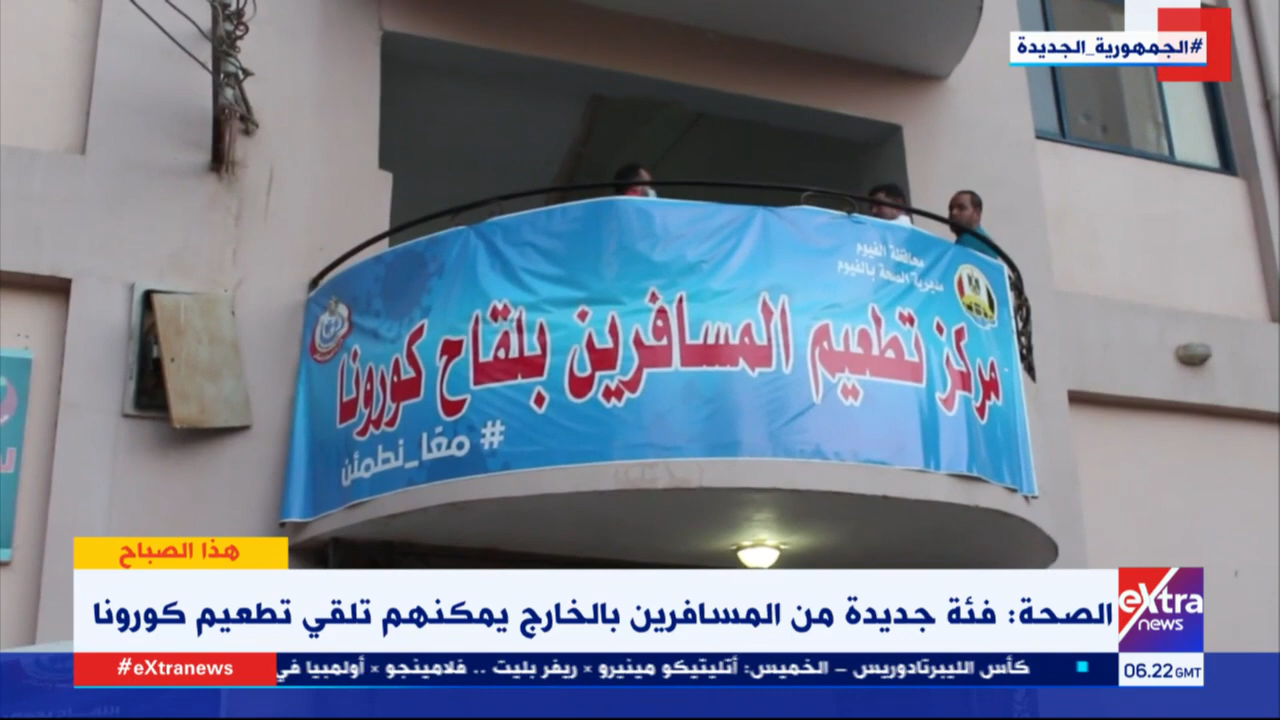 #الجمهورية_الجديدة
محافظة الفيوم
مديرية الصحة بالفيوم
مركز تطعيم المسافرين بلقاح كورونا
# معًا_نطمئن
هذا الصباح
الصحة: فئة جديدة من المسافرين بالخارج يمكنهم تلقي تطعيم كورونا
eXtra news
كأس الليبرتادوريس – الخميس: أتليتيكو مينيرو × ريفر بليت .. فلامينجو × أولمبيا في
#eXtranews
06.22 GMT